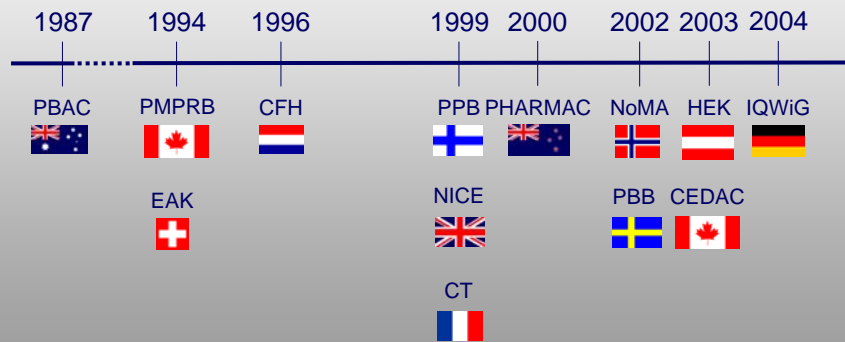 1987 1994 1996 1999 2000 2002 2003 2004
PBAC PMPRB CFH PPB PHARMAC NoMA HEK IQWiG
EAK NICE PBB CEDAC
CT